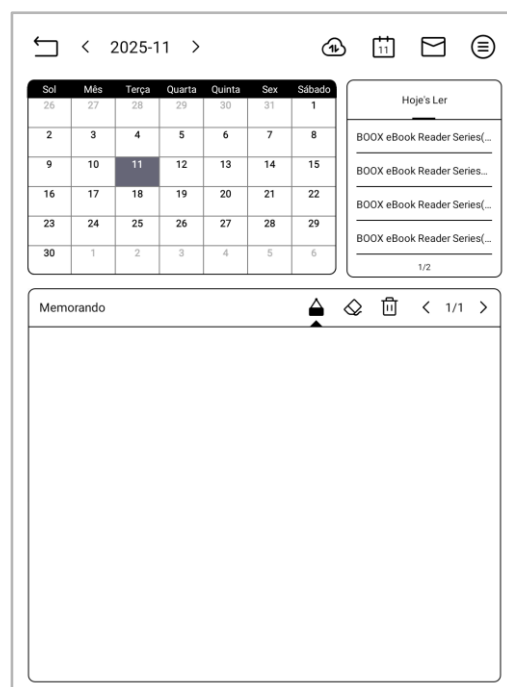 2025-11
11
Sol Mês Terça Quarta Quinta Sex Sábado
26 27 28 29 30 31 1
2 3 4 5 6 7 8
9 10 11 12 13 14 15
16 17 18 19 20 21 22
23 24 25 26 27 28 29
30 1 2 3 4 5 6
Hoje's Ler
BOOX eBook Reader Series(...
BOOX eBook Reader Series...
BOOX eBook Reader Series(...
BOOX eBook Reader Series(...
1/2
Memorando
1/1